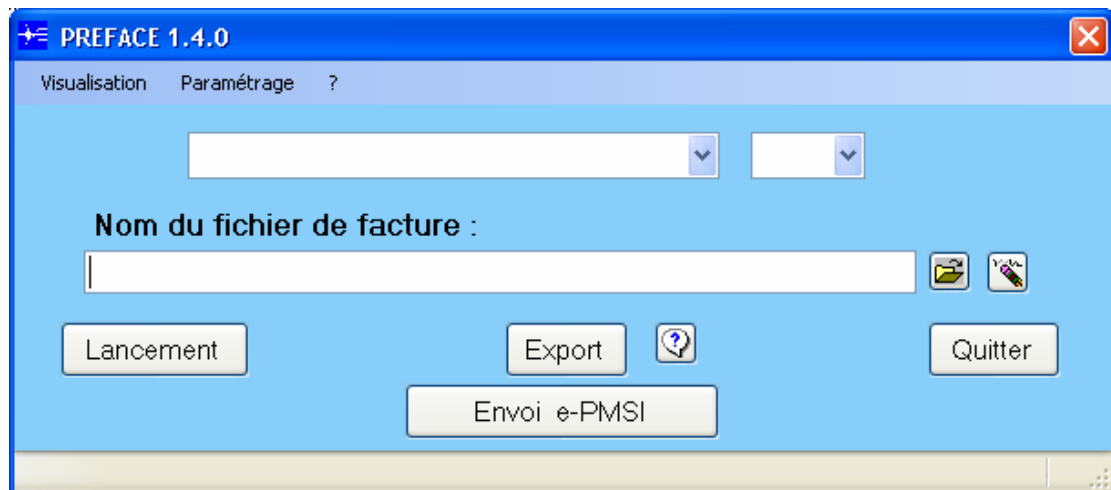 PREFACE 1.4.0
Visualisation Paramétrage ?
Nom du fichier de facture :
Lancement Export ? Quitter
Envoi e-PMSI